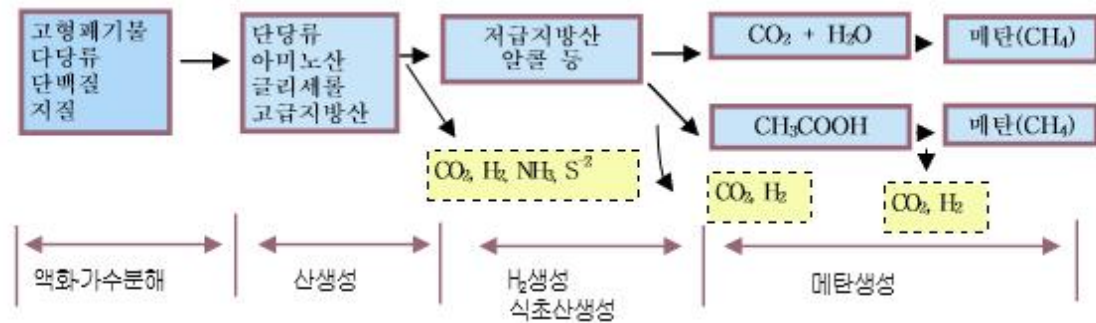 고형폐기물
다당류
단백질
지질
단당류
아미노산
글리세롤
고급지방산
저급지방산
알콜 등
CO₂ + H₂O
메탄(CH₄)
CH₃COOH
메탄(CH₄)
CO₂, H₂, NH₃, S⁻²
CO₂, H₂
CO₂, H₂
액화·가수분해
산생성
H₂생성
식초산생성
메탄생성